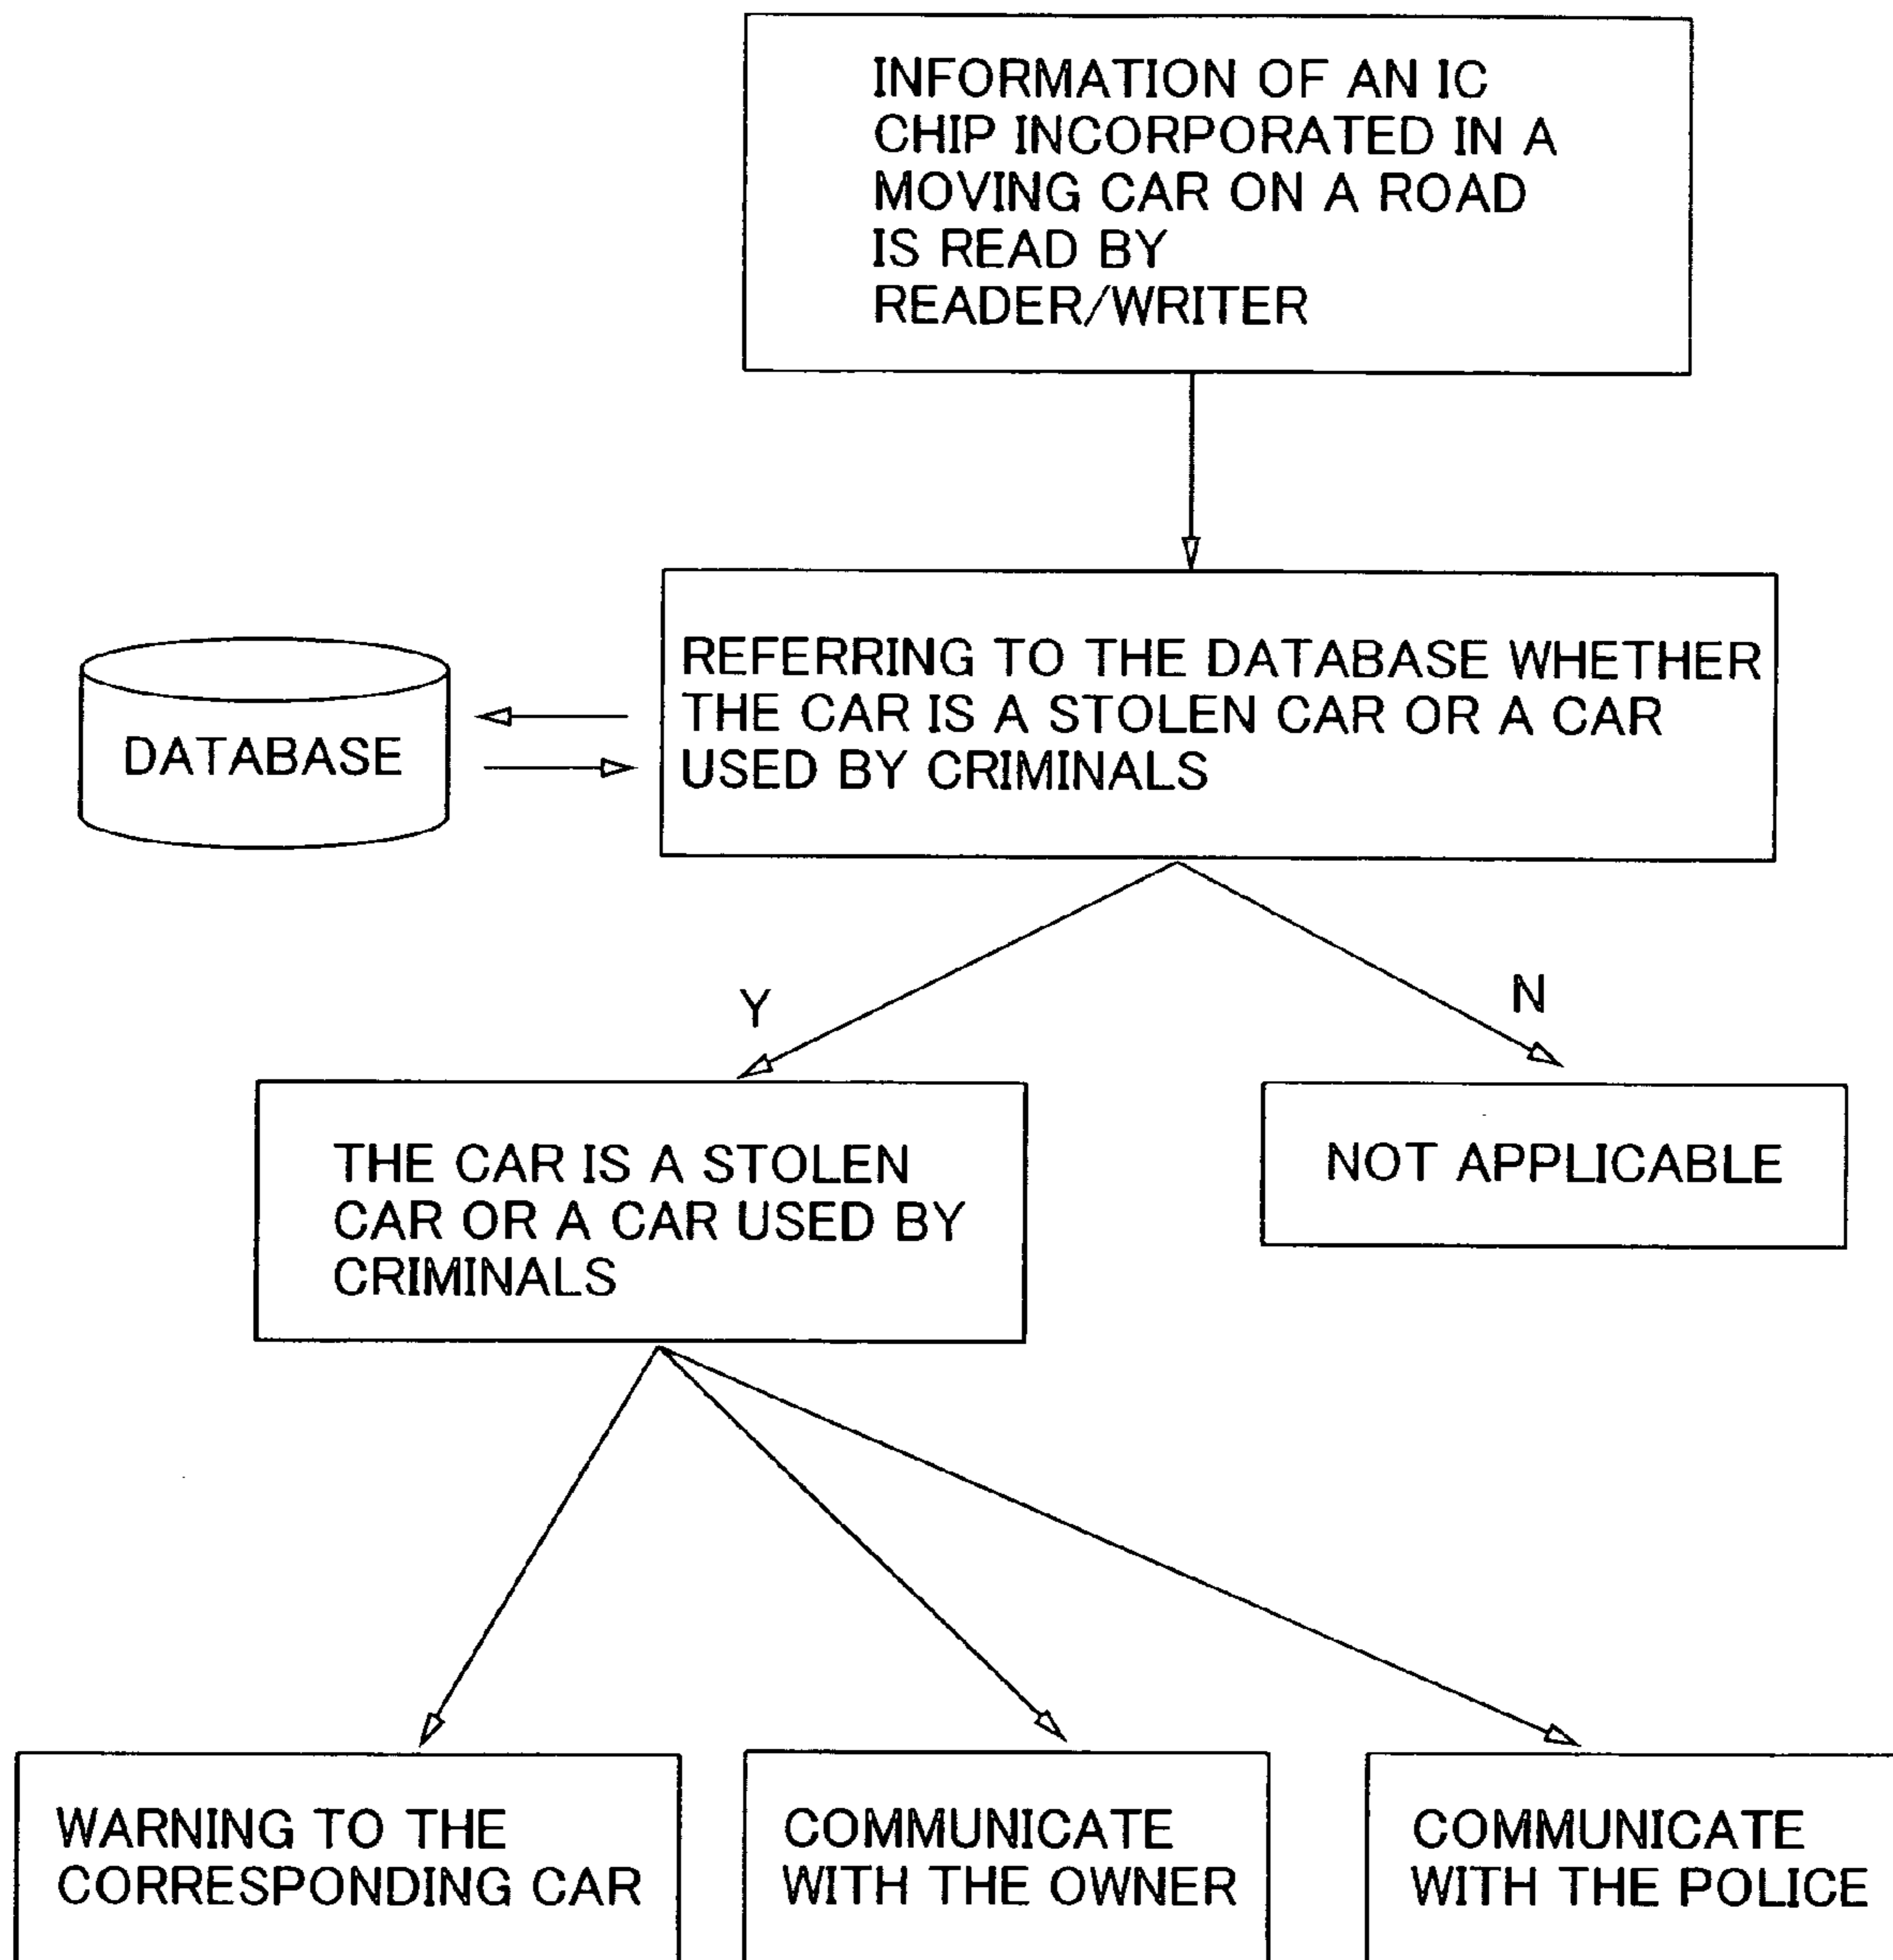 INFORMATION OF AN IC
CHIP INCORPORATED IN A
MOVING CAR ON A ROAD
IS READ BY
READER/WRITER
REFERRING TO THE DATABASE WHETHER
THE CAR IS A STOLEN CAR OR A CAR
USED BY CRIMINALS
DATABASE
Y
N
THE CAR IS A STOLEN
CAR OR A CAR USED BY
CRIMINALS
NOT APPLICABLE
WARNING TO THE
CORRESPONDING CAR
COMMUNICATE
WITH THE OWNER
COMMUNICATE
WITH THE POLICE